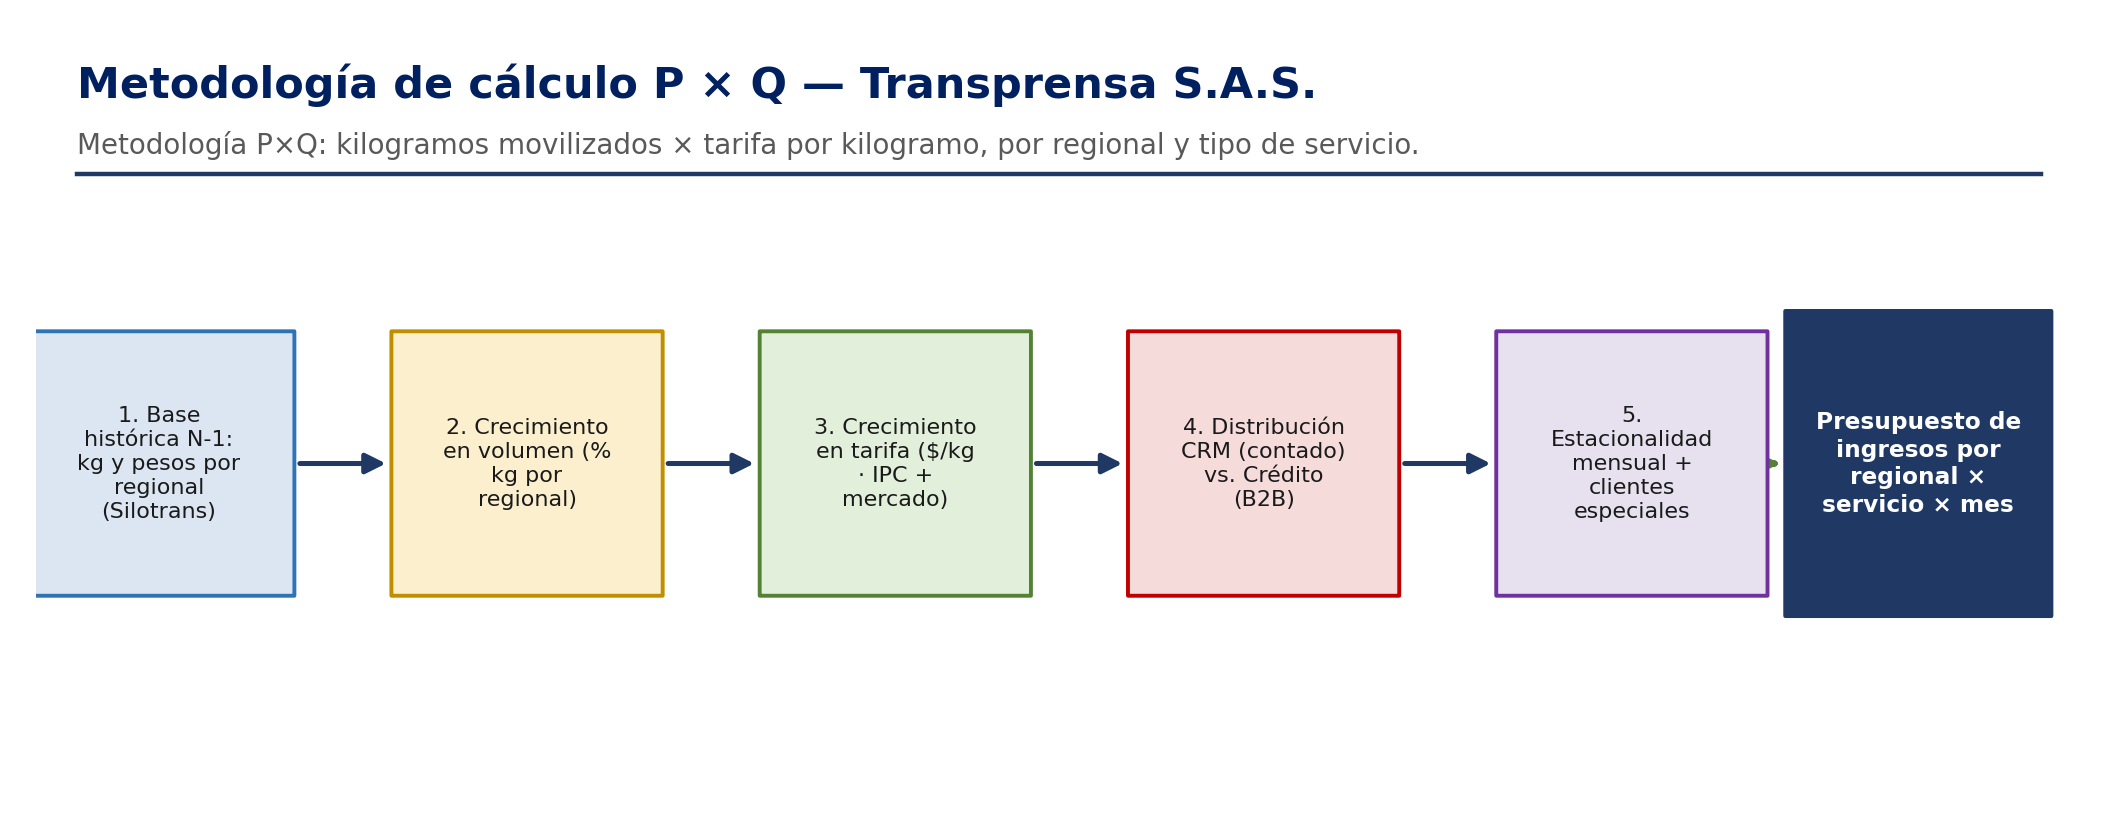 Metodología de cálculo P × Q — Transprensa S.A.S.
Metodología P×Q: kilogramos movilizados × tarifa por kilogramo, por regional y tipo de servicio.
1. Base
histórica N-1:
kg y pesos por
regional
(Silotrans)
2. Crecimiento
en volumen (%
kg por
regional)
3. Crecimiento
en tarifa ($/kg
· IPC +
mercado)
4. Distribución
CRM (contado)
vs. Crédito
(B2B)
5.
Estacionalidad
mensual +
clientes
especiales
Presupuesto de
ingresos por
regional ×
servicio × mes